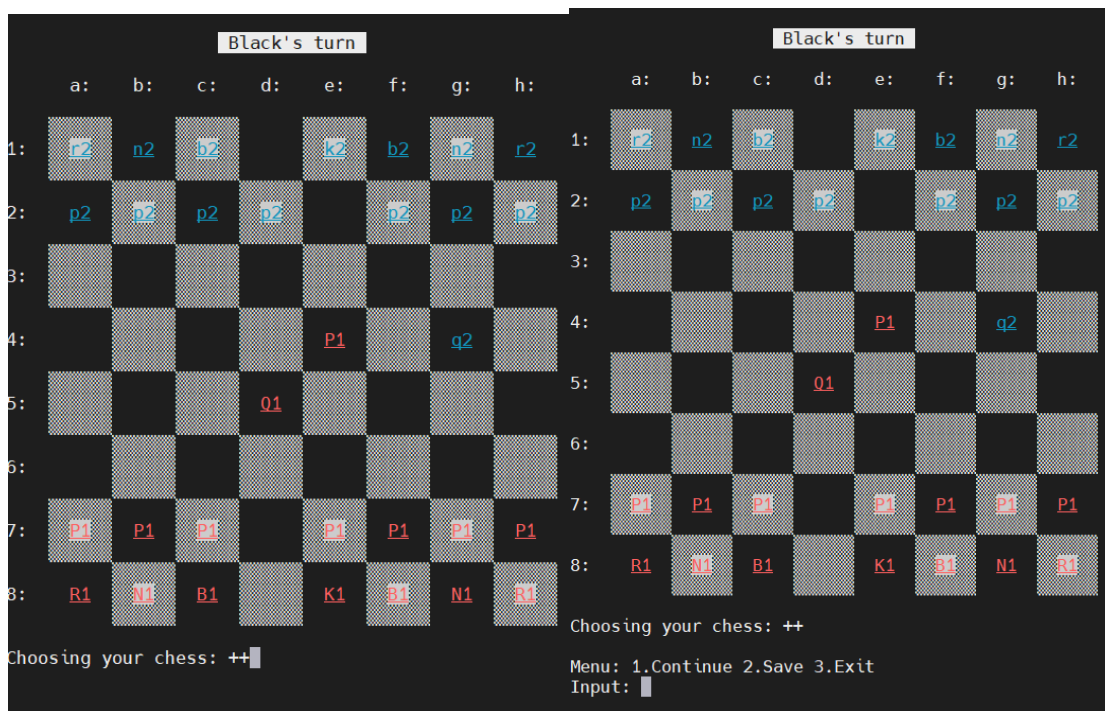 Black's turn
a: b: c: d: e: f: g: h:
1: r2 n2 b2 k2 b2 n2 r2
2: p2 p2 p2 p2 p2 p2 p2
3:
4: P1 q2
5: Q1
6:
7: P1 P1 P1 P1 P1 P1 P1
8: R1 N1 B1 K1 B1 N1 R1
Choosing your chess: ++
Black's turn
a: b: c: d: e: f: g: h:
1: r2 n2 b2 k2 b2 n2 r2
2: p2 p2 p2 p2 p2 p2 p2
3:
4: P1 q2
5: Q1
6:
7: P1 P1 P1 P1 P1 P1 P1
8: R1 N1 B1 K1 B1 N1 R1
Choosing your chess: ++
Menu: 1.Continue 2.Save 3.Exit
Input: